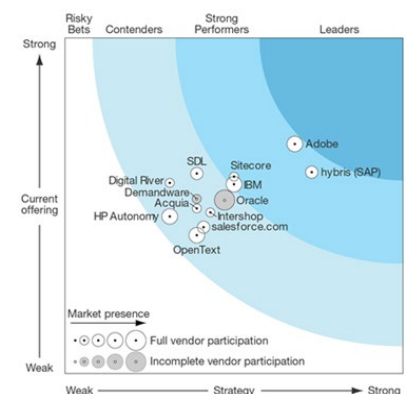 Risky Bets
Contenders
Strong Performers
Leaders
Strong
Current offering
Weak
Adobe
hybris (SAP)
SDL
Sitecore
IBM
Digital River
Demandware
Acquia
Oracle
HP Autonomy
Intershop
salesforce.com
OpenText
Market presence
Full vendor participation
Incomplete vendor participation
Weak
Strategy
Strong